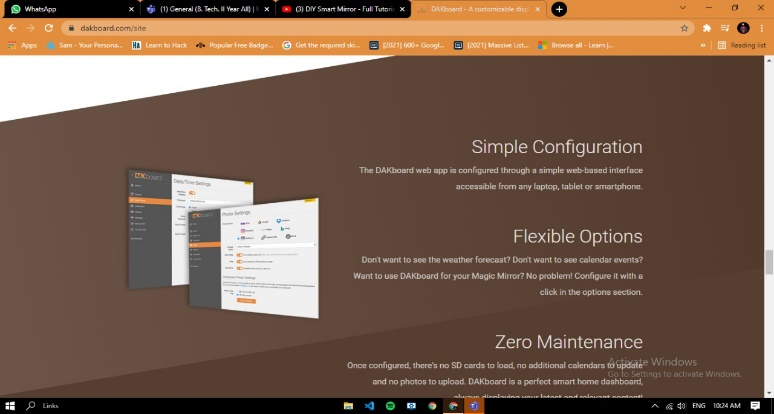 WhatsApp
(1) General (B. Tech. II Year All) |
(3) DIY Smart Mirror - Full Tutori
DAKboard - A customizable displ
dakboard.com/site
Apps
Sam - Your Persona...
Learn to Hack
Popular Free Badge...
Get the required sk...
[2021] 600+ Googl...
[2021] Massive List...
Browse all - Learn |...
Reading list
Simple Configuration
The DAKboard web app is configured through a simple web-based interface
accessible from any laptop, tablet or smartphone.
Date/Time Settings
Photo Settings
Flexible Options
Don't want to see the weather forecast? Don't want to see calendar events?
Want to use DAKboard for your Magic Mirror? No problem! Configure it with a
click in the options section.
Zero Maintenance
Once configured, there's no SD cards to load, no additional calendars to update
and no photos to upload. DAKboard is a perfect smart home dashboard,
always displaying your latest and relevant content!
Activate Windows
Go to Settings to activate Windows.
Links
ENG
10:24 AM